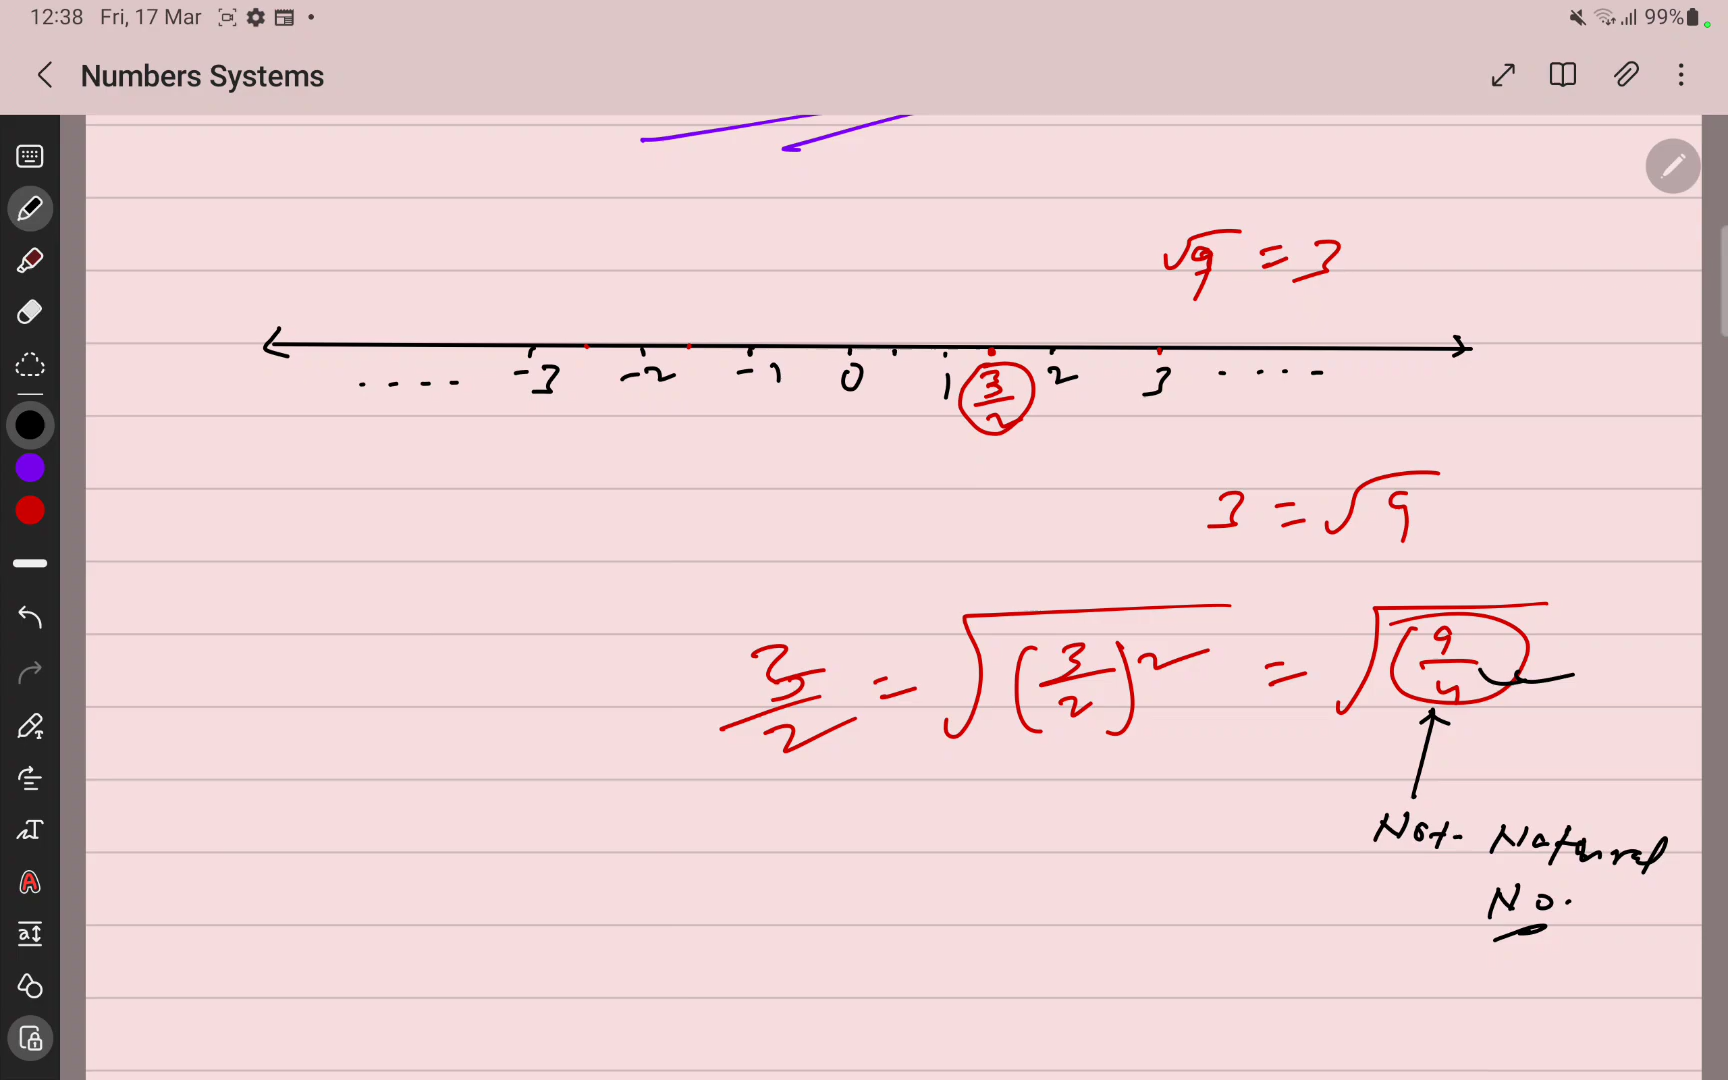 12:38 Fri, 17 Mar 99%
Numbers Systems
√9 = 3
..... -3 -2 -1 0 1 3/2 2 3 .....
3 = √9
3/2 = √(3/2)² = √(9/4)
Not Natural
No.